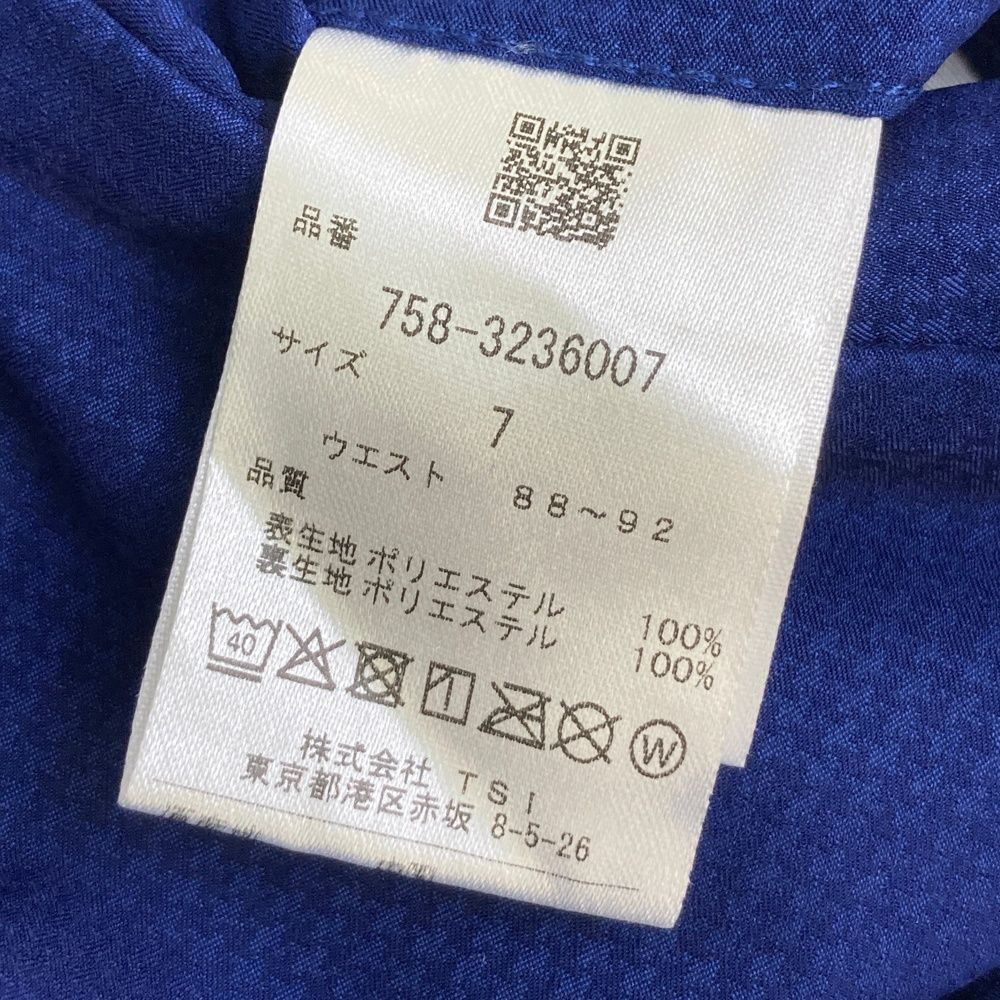 品番
758-3236007
サイズ
7
ウエスト 88〜92
品質
表生地 ポリエステル 100%
裏生地 ポリエステル 100%
40
W
株式会社 TSI
東京都港区赤坂 8-5-26